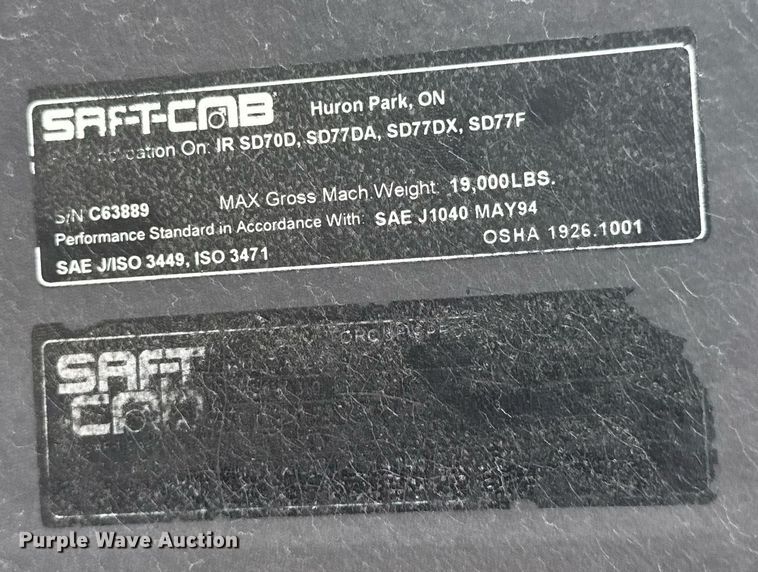 SAFT-CAB Huron Park, ON
On: IR SD70D, SD77DA, SD77DX, SD77F
S/N C63889 MAX Gross Mach. Weight: 19,000LBS.
Performance Standard in Accordance With: SAE J1040 MAY94
SAE J/ISO 3449, ISO 3471 OSHA 1926.1001
SAFT
CAB
Purple Wave Auction